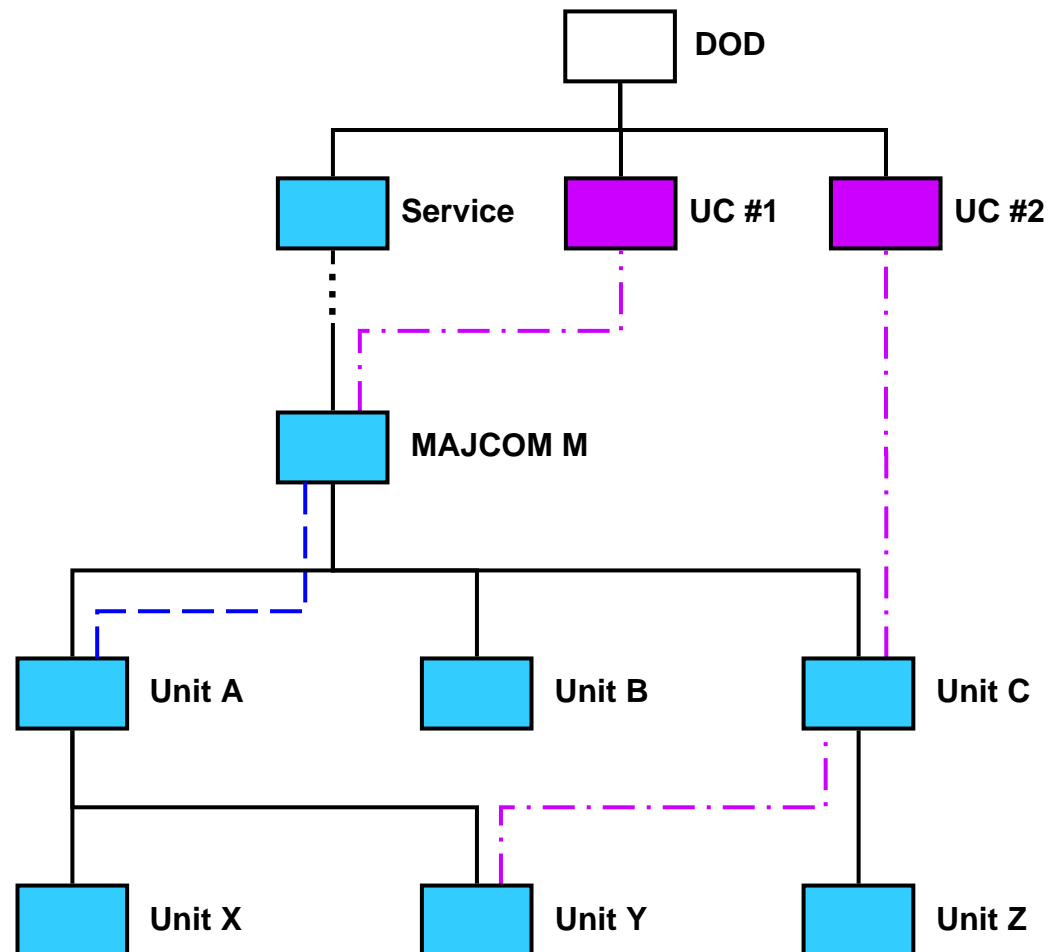 DOD
Service
UC #1
UC #2
MAJCOM M
Unit A
Unit B
Unit C
Unit X
Unit Y
Unit Z